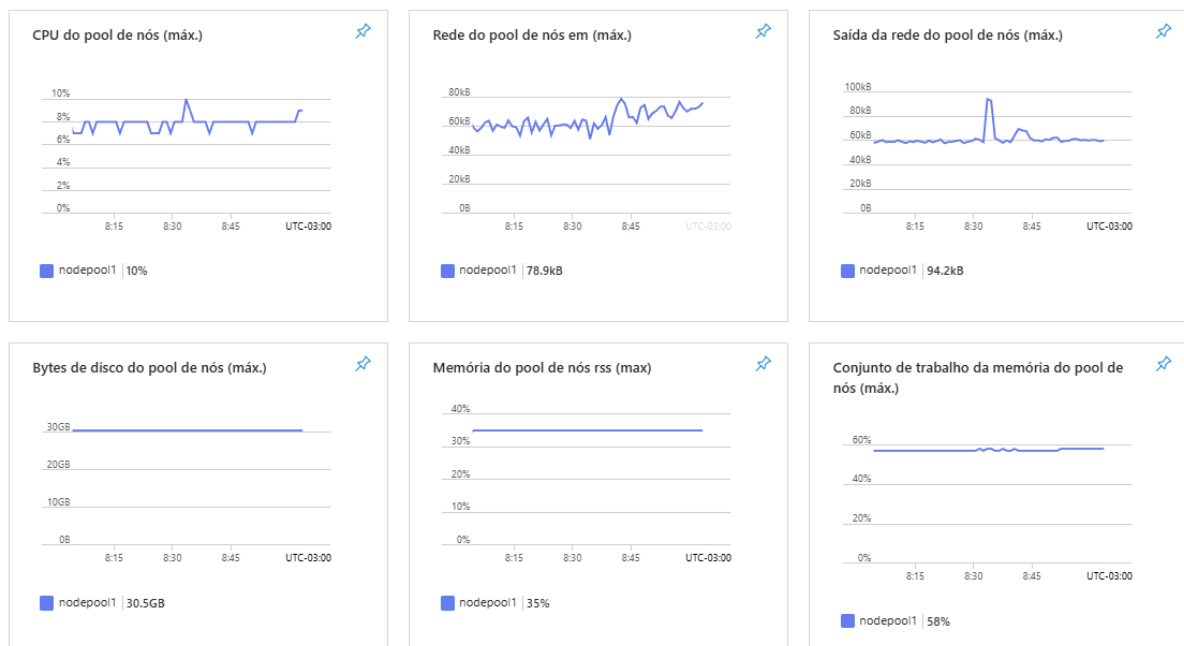 CPU do pool de nós (máx.)
10%
8%
6%
4%
2%
0%
8:15 8:30 8:45 UTC-03:00
nodepool1 10%
Rede do pool de nós em (máx.)
80kB
60kB
40kB
20kB
0B
8:15 8:30 8:45 UTC-03:00
nodepool1 78.9kB
Saída da rede do pool de nós (máx.)
100kB
80kB
60kB
40kB
20kB
0B
8:15 8:30 8:45 UTC-03:00
nodepool1 94.2kB
Bytes de disco do pool de nós (máx.)
30GB
20GB
10GB
0B
8:15 8:30 8:45 UTC-03:00
nodepool1 30.5GB
Memória do pool de nós rss (max)
40%
30%
20%
10%
0%
8:15 8:30 8:45 UTC-03:00
nodepool1 35%
Conjunto de trabalho da memória do pool de
nós (máx.)
60%
40%
20%
0%
8:15 8:30 8:45 UTC-03:00
nodepool1 58%